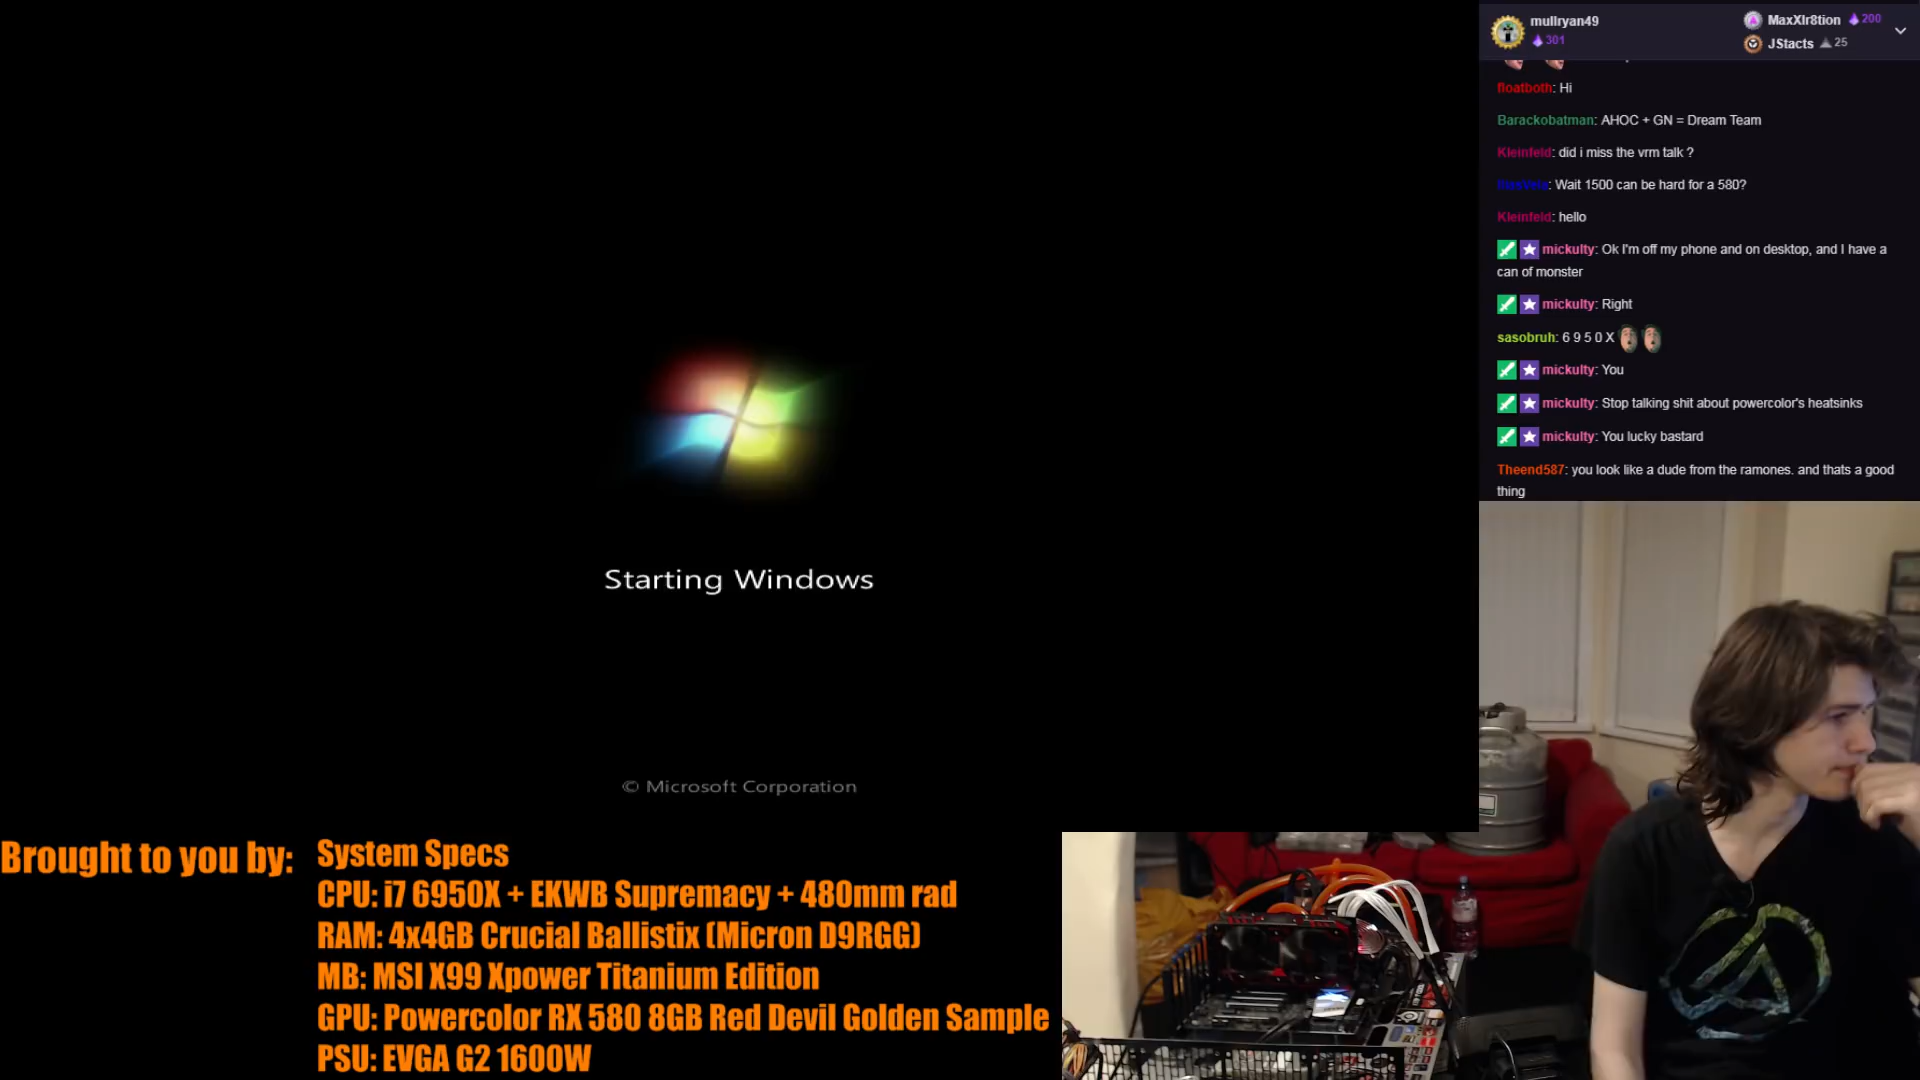 mullryan49
301
MaxXlr8tion 200
JStacts 25
floatboth: Hi
Barackobatman: AHOC + GN = Dream Team
Kleinfeld: did i miss the vrm talk ?
: Wait 1500 can be hard for a 580?
Kleinfeld: hello
mickulty: Ok I'm off my phone and on desktop, and I have a
can of monster
mickulty: Right
sasobruh: 6 9 5 0 X
mickulty: You
mickulty: Stop talking shit about powercolor's heatsinks
mickulty: You lucky bastard
Theend587: you look like a dude from the ramones. and thats a good
thing
Starting Windows
© Microsoft Corporation
Brought to you by:
System Specs
CPU: i7 6950X + EKWB Supremacy + 480mm rad
RAM: 4x4GB Crucial Ballistix (Micron D9RGG)
MB: MSI X99 Xpower Titanium Edition
GPU: Powercolor RX 580 8GB Red Devil Golden Sample
PSU: EVGA G2 1600W